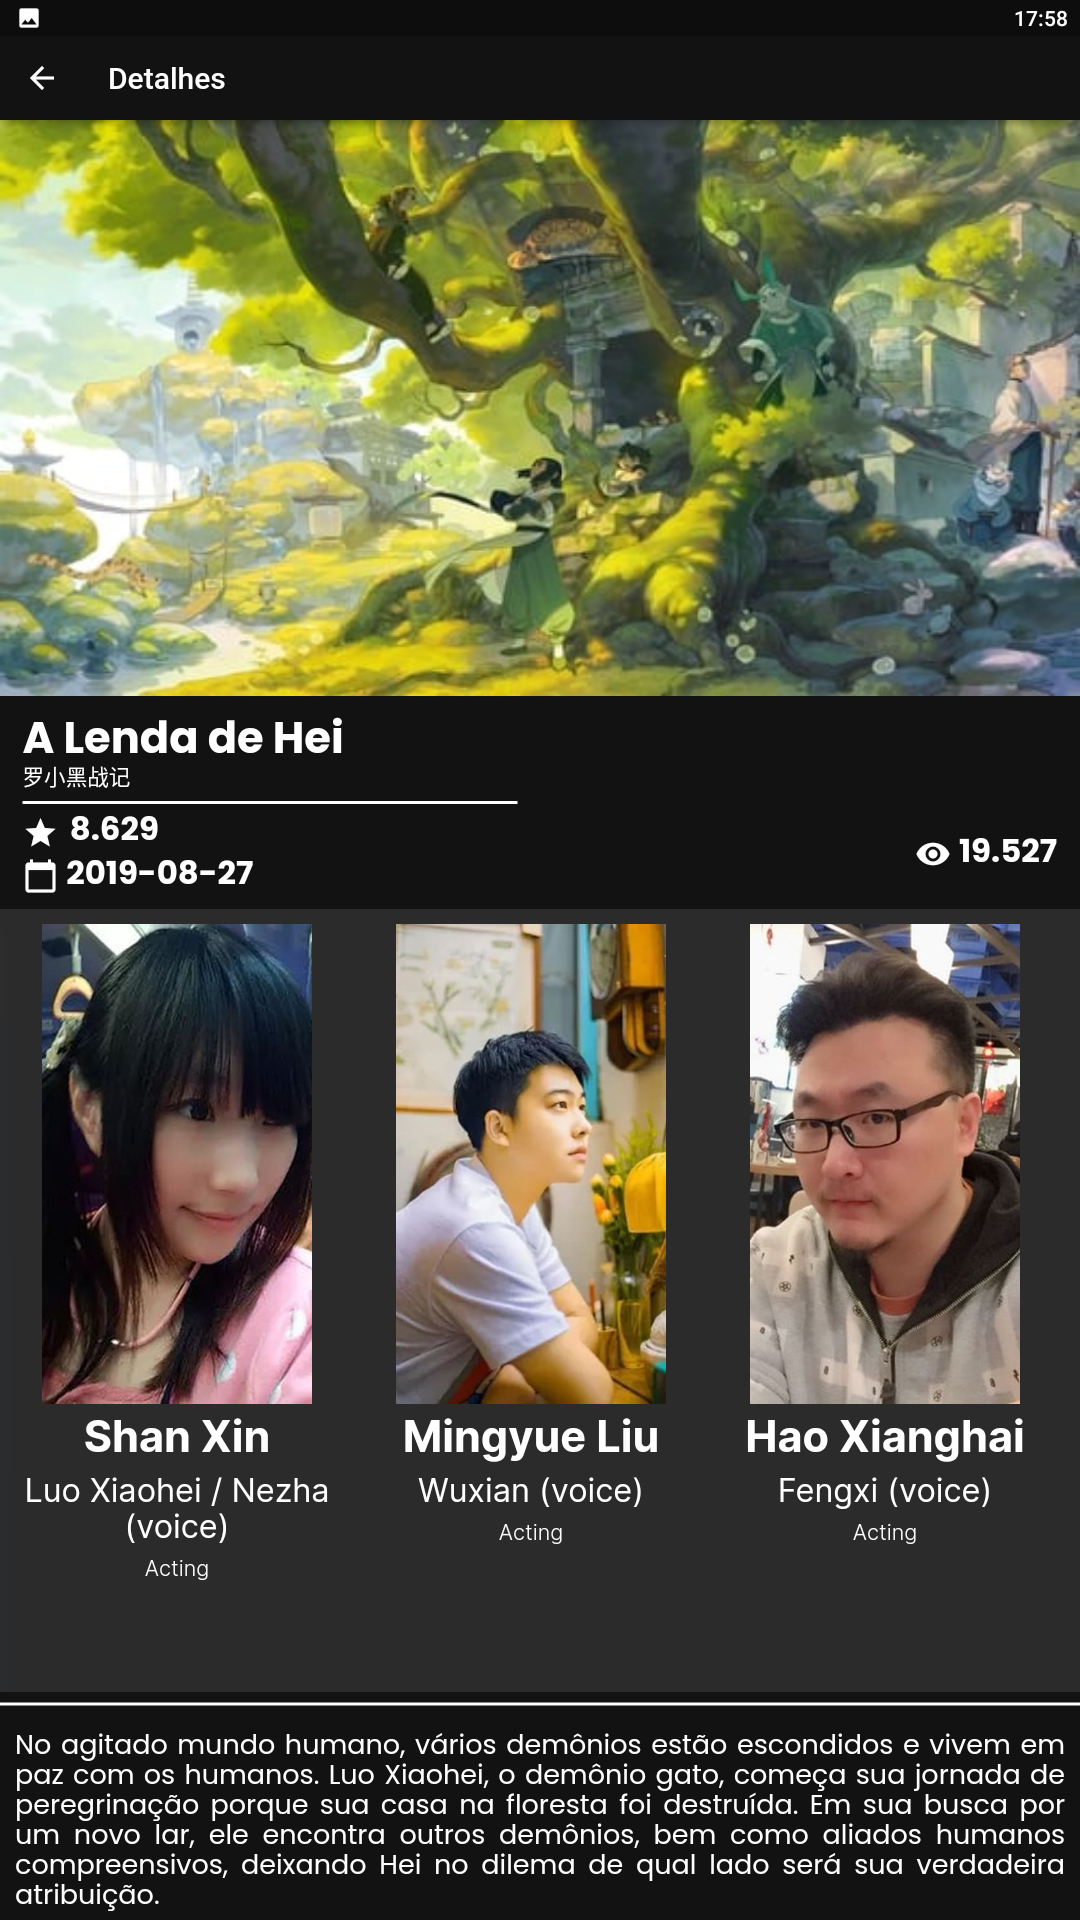 17:58
Detalhes
A Lenda de Hei
罗小黑战记
8.629
19.527
2019-08-27
Shan Xin
Luo Xiaohei / Nezha
(voice)
Acting
Mingyue Liu
Wuxian (voice)
Acting
Hao Xianghai
Fengxi (voice)
Acting
No agitado mundo humano, vários demônios estão escondidos e vivem em
paz com os humanos. Luo Xiaohei, o demônio gato, começa sua jornada de
peregrinação porque sua casa na floresta foi destruída. Em sua busca por
um novo lar, ele encontra outros demônios, bem como aliados humanos
compreensivos, deixando Hei no dilema de qual lado será sua verdadeira
atribuição.